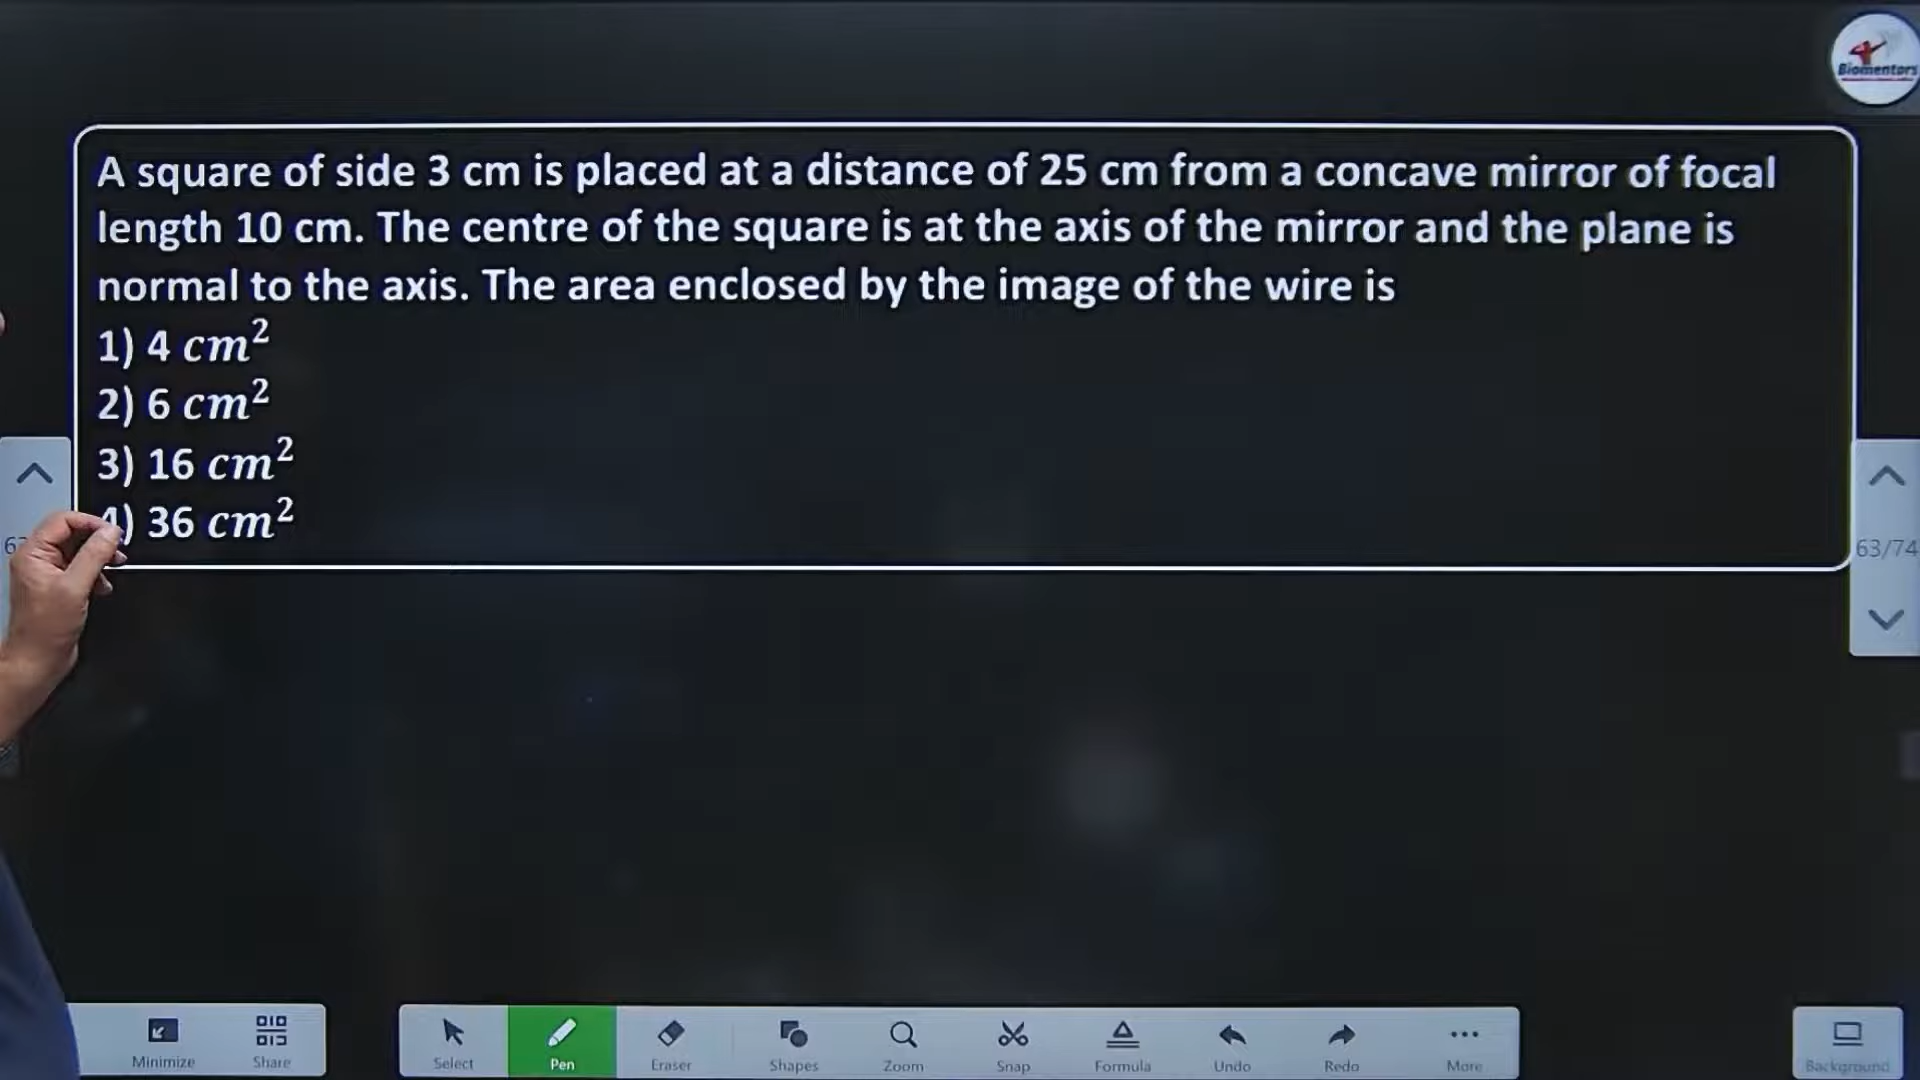 Biomentors
A square of side 3 cm is placed at a distance of 25 cm from a concave mirror of focal
length 10 cm. The centre of the square is at the axis of the mirror and the plane is
normal to the axis. The area enclosed by the image of the wire is
1) 4 cm²
2) 6 cm²
3) 16 cm²
4) 36 cm²
63/74
Minimize
Share
Select
Pen
Eraser
Shapes
Zoom
Snap
Formula
Undo
Redo
More
Background